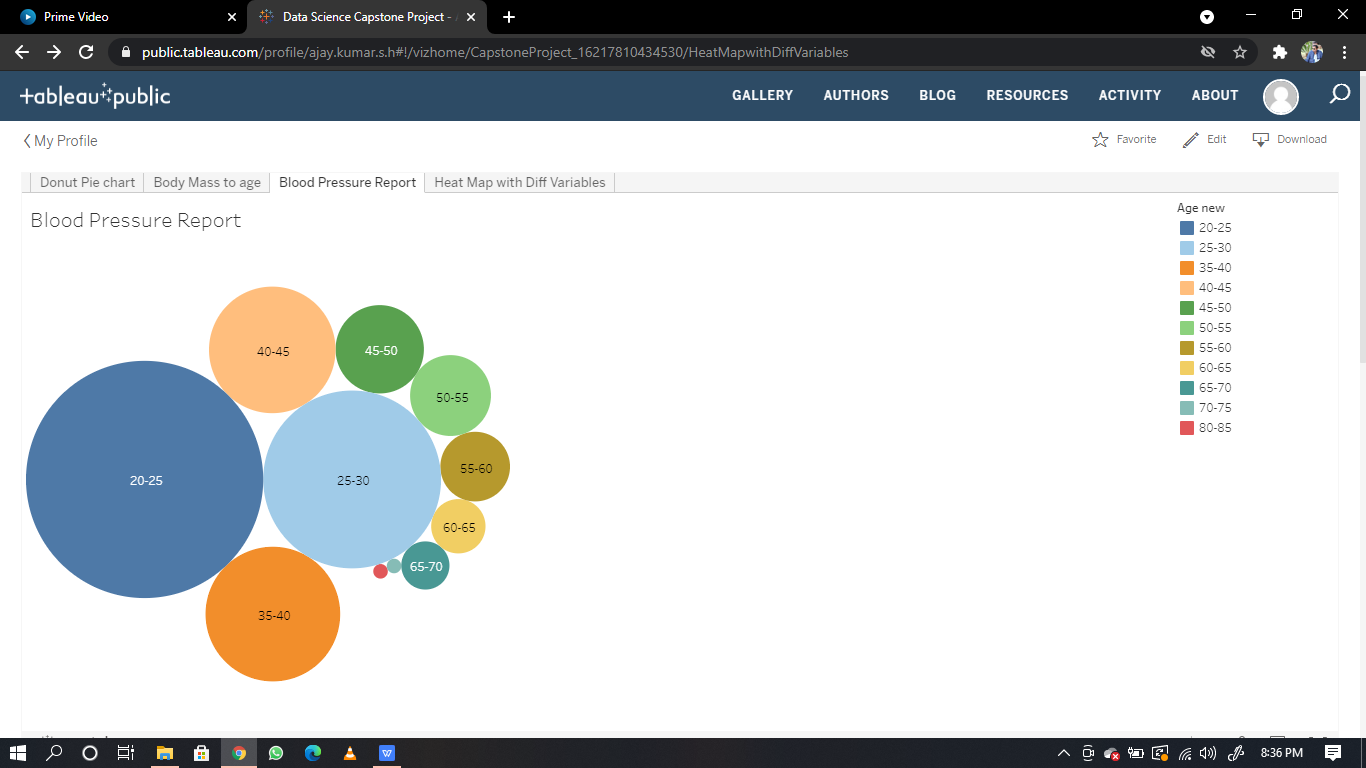 Prime Video
Data Science Capstone Project -
public.tableau.com/profile/ajay.kumar.s.h#!/vizhome/CapstoneProject_16217810434530/HeatMapwithDiffVariables
+ableau public
GALLERY AUTHORS BLOG RESOURCES ACTIVITY ABOUT
My Profile
Favorite Edit Download
Donut Pie chart Body Mass to age Blood Pressure Report Heat Map with Diff Variables
Blood Pressure Report
Age new
20-25
25-30
35-40
40-45
45-50
50-55
55-60
60-65
65-70
70-75
80-85
40-45
45-50
50-55
55-60
20-25
25-30
60-65
65-70
35-40
8:36 PM